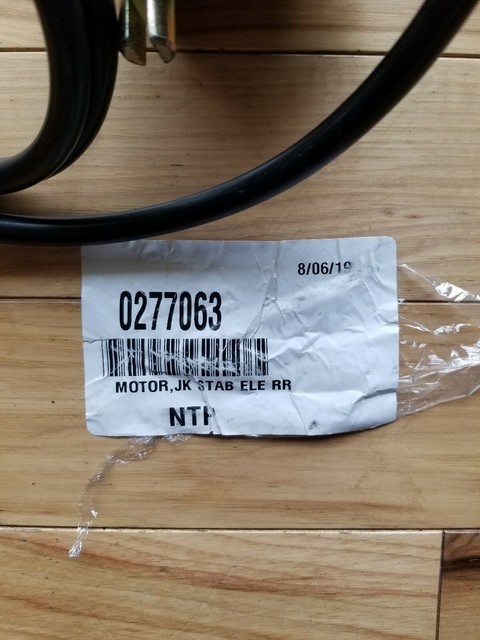 8/06/19
0277063
MOTOR,JK STAB ELE RR
NTP